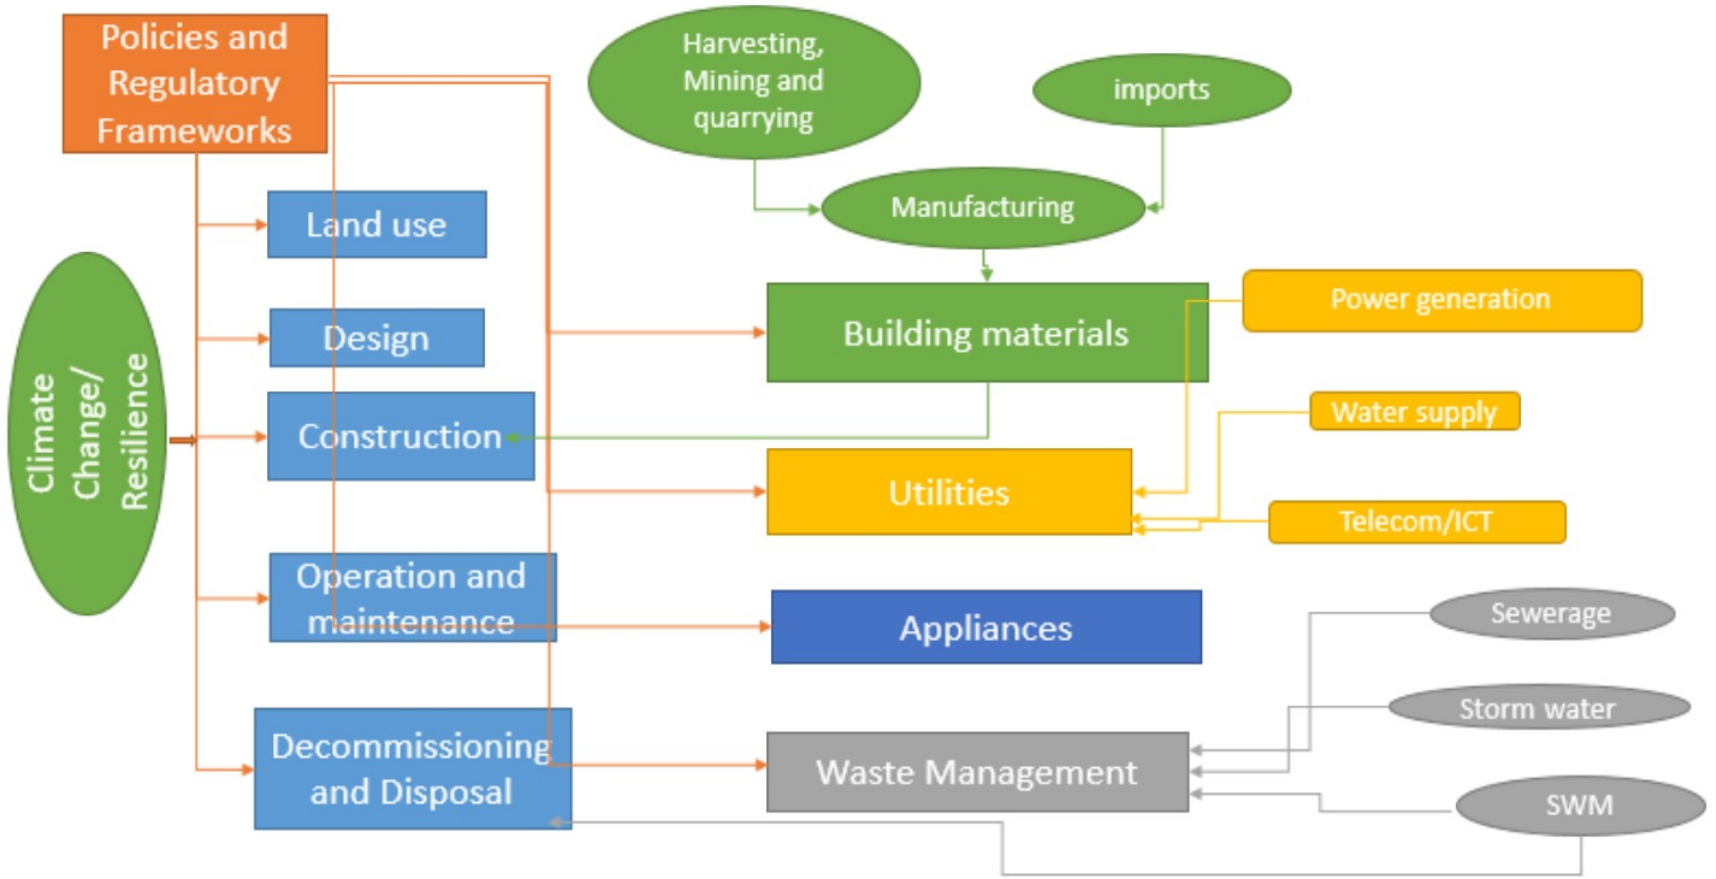 Policies and
Regulatory
Frameworks
Harvesting,
Mining and
quarrying
imports
Manufacturing
Land use
Design
Construction
Operation and
maintenance
Decommissioning
and Disposal
Climate
Change/
Resilience
Building materials
Utilities
Appliances
Waste Management
Power generation
Water supply
Telecom/ICT
Sewerage
Storm water
SWM